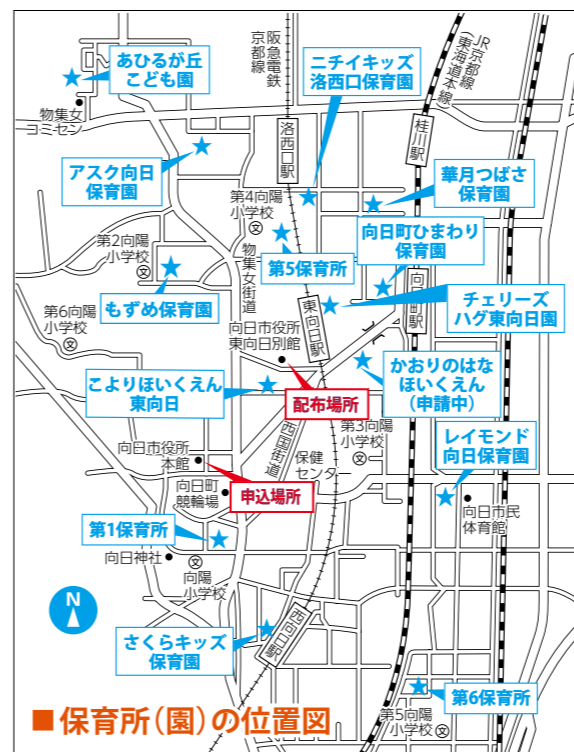 あひるが丘
こども園
物集女
コミセン
阪急電鉄
京都線
ニチイキッズ
洛西口保育園
JR京都線
(東海道本線)
洛西口駅
桂川駅
アスク向日
保育園
第4向陽
小学校
文
華月つばさ
保育園
第2向陽
小学校
文
物集女街道
第5保育所
向日町ひまわり
保育園
もずめ保育園
東向日駅
向日町駅
チェリーズ
ハグ東向日園
第6向陽
小学校
文
向日市役所
東向日別館
かおりのはな
ほいくえん
(申請中)
こよりほいくえん
東向日
配布場所
西国街道
第3向陽
小学校
文
向日市役所
本館
保健
センター
レイモンド
向日保育園
申込場所
向日町
競輪場
向日市民
体育館
第1保育所
向日神社
文
向陽
小学校
N
さくらキッズ
保育園
西向日駅
第6保育所
第5向陽
小学校
文
■保育所(園)の位置図